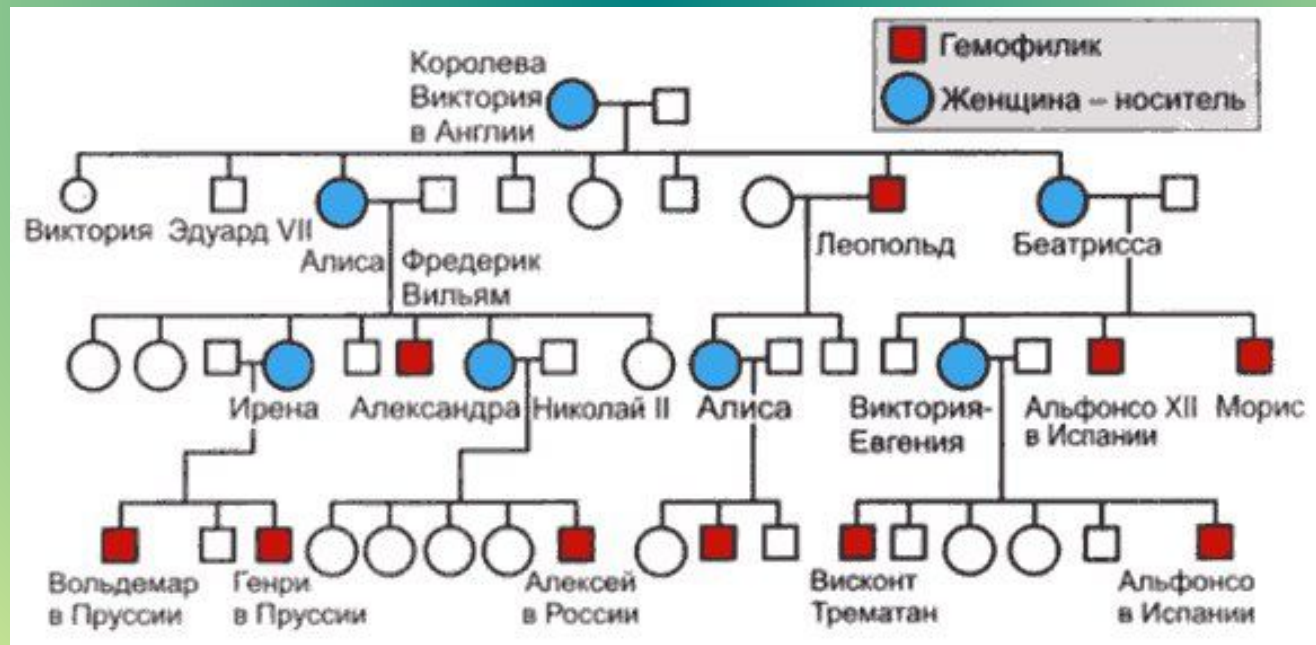 Гемофилик
Женщина – носитель
Королева
Виктория
в Англии
Виктория
Эдуард VII
Алиса
Фредерик
Вильям
Леопольд
Беатрисса
Ирена
Александра
Николай II
Алиса
Виктория-
Евгения
Альфонсо XII
в Испании
Морис
Вольдемар
в Пруссии
Генри
в Пруссии
Алексей
в России
Висконт
Трематан
Альфонсо
в Испании